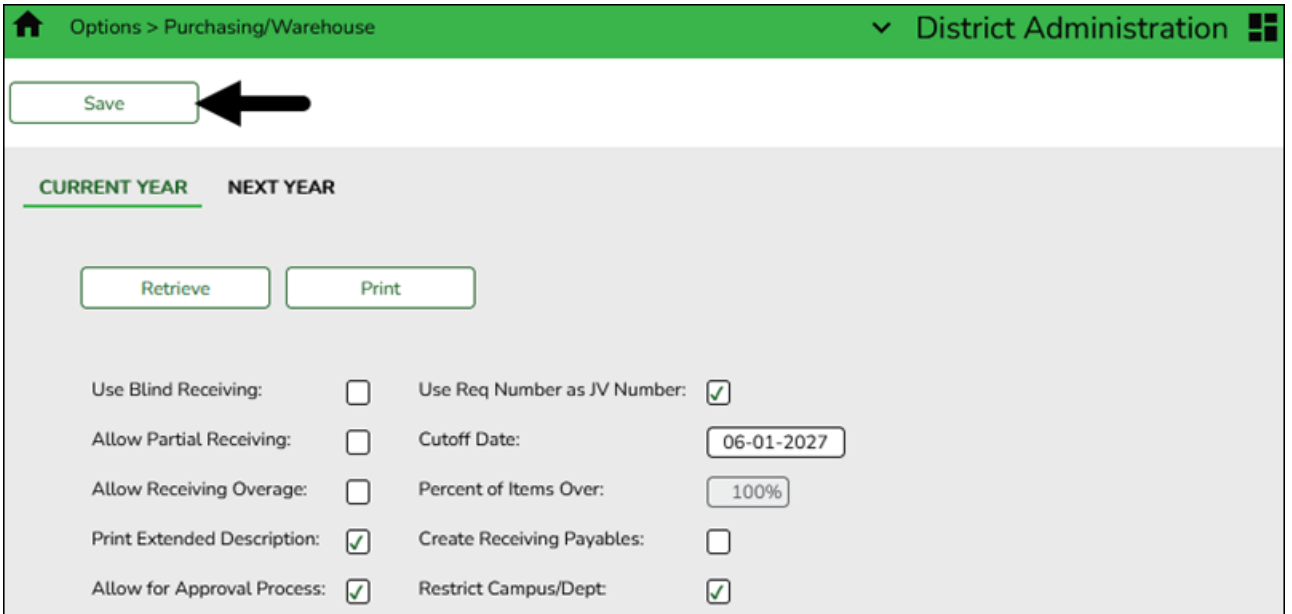 Options > Purchasing/Warehouse District Administration
Save
CURRENT YEAR NEXT YEAR
Retrieve Print
Use Blind Receiving: Use Req Number as JV Number:
Allow Partial Receiving: Cutoff Date: 06-01-2027
Allow Receiving Overage: Percent of Items Over: 100%
Print Extended Description: Create Receiving Payables:
Allow for Approval Process: Restrict Campus/Dept: